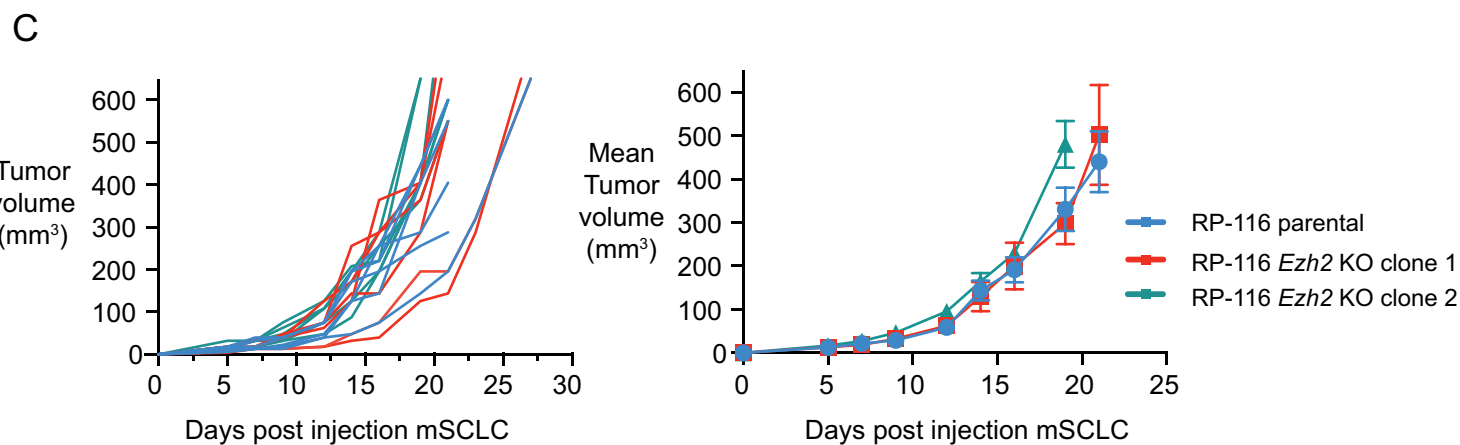 C
Tumor
volume
(mm³)
600
500
400
300
200
100
0
0 5 10 15 20 25 30
Days post injection mSCLC
Mean
Tumor
volume
(mm³)
600
500
400
300
200
100
0
0 5 10 15 20 25
Days post injection mSCLC
RP-116 parental
RP-116 Ezh2 KO clone 1
RP-116 Ezh2 KO clone 2